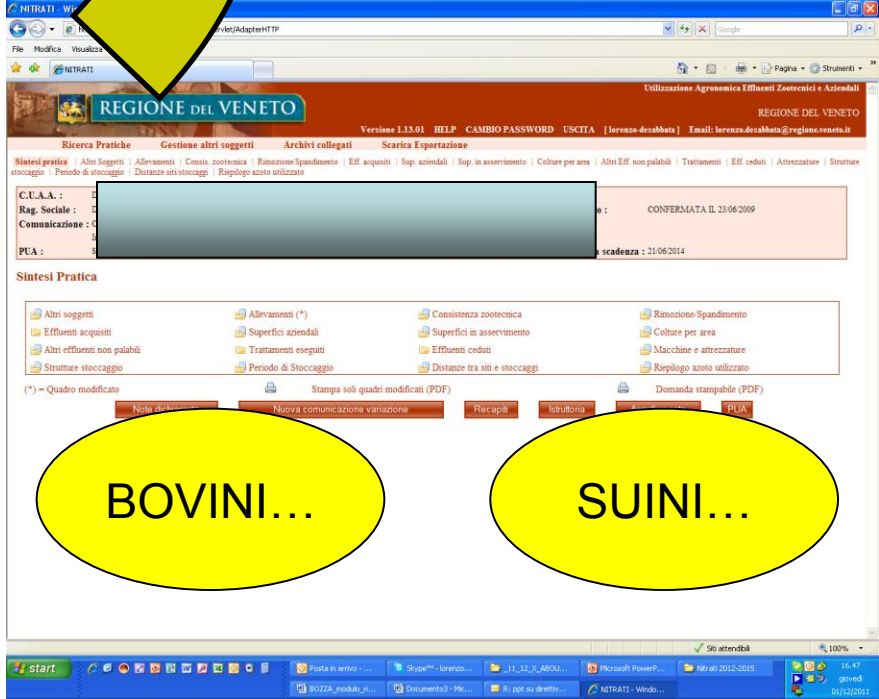 NITRATI - Wi
rvlet/AdapterHTTP
Google
File Modifica Visualizza
NITRATI
Pagina Strumenti
Utilizzazione Agronomica Effluenti Zootecnici e Aziendali
REGIONE DEL VENETO
REGIONE DEL VENETO
Versione 1.13.01 HELP CAMBIO PASSWORD USCITA [lorenzo-desabbata] Email: lorenzo.desabbata@regione.veneto.it
Ricerca Pratiche Gestione altri soggetti Archivi collegati Scarica Esportazione
Sintesi pratica | Altri Soggetti | Allevamenti | Consis. zootecnica | Rimozione/Spandimento | Eff. acquisiti | Sup. aziendali | Sup. in asservimento | Colture per area | Altri Eff. non palabili | Trattamenti | Eff. ceduti | Attrezzature | Strutture
stoccaggio | Periodo di stoccaggio | Distanze siti/stoccaggi | Riepilogo azoto utilizzato
C.U.A.A. :
Rag. Sociale : : CONFERMATA IL 23/06/2009
Comunicazione :
PUA : scadenza : 21/06/2014
Sintesi Pratica
Altri soggetti Allevamenti (*) Consistenza zootecnica Rimozione/Spandimento
Effluenti acquisiti Superfici aziendali Superfici in asservimento Colture per area
Altri effluenti non palabili Trattamenti eseguiti Effluenti ceduti Macchine e attrezzature
Strutture stoccaggio Periodo di Stoccaggio Distanze tra siti e stoccaggi Riepilogo azoto utilizzato
(*) = Quadro modificato Stampa soli quadri modificati (PDF) Domanda stampabile (PDF)
Note Nuova comunicazione variazione Recapiti Istruttoria PUA
BOVINI... SUINI...
Siti attendibili 100%
start Posta in arrivo - ... Skype™ - lorenzo... _11_12_X_ABOU... Microsoft PowerP... Nitrati 2012-2015 16.47
giovedì
BOZZA_modulo_ri... Documento3 - Mic... R: ppt su direttiv... NITRATI - Windo... 01/12/2011